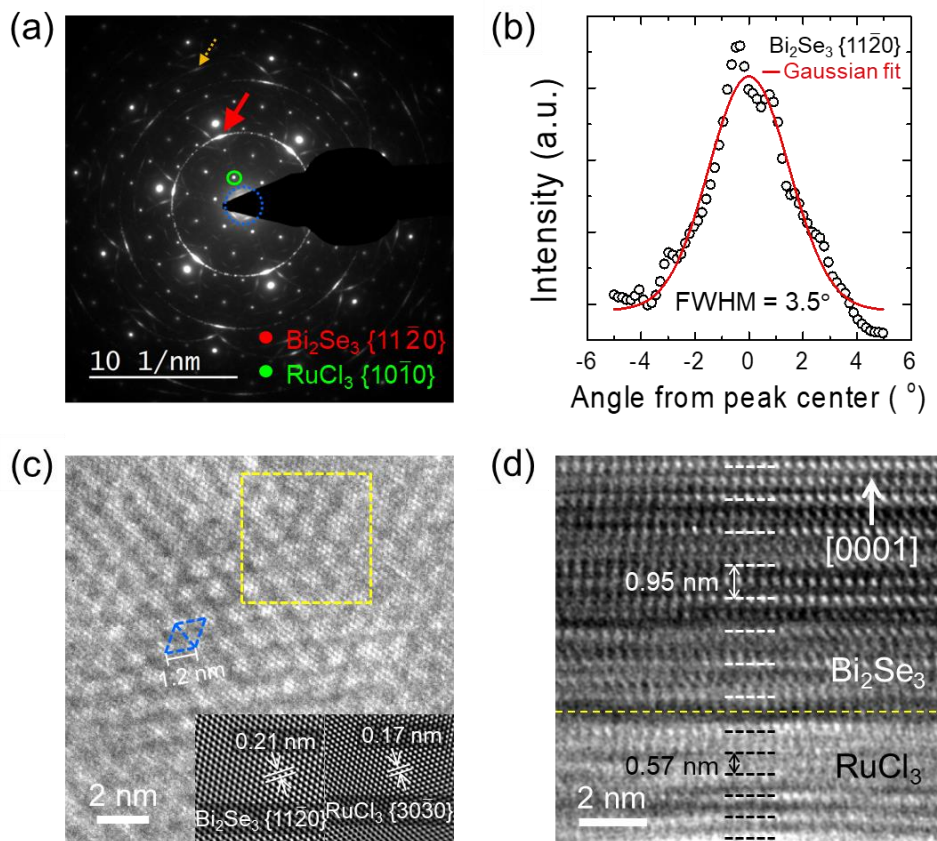 (a)
Bi₂Se₃ {112̅0}
RuCl₃ {101̅0}
10 1/nm
(b)
Bi₂Se₃ {112̅0}
Gaussian fit
Intensity (a.u.)
FWHM = 3.5°
-6 -4 -2 0 2 4 6
Angle from peak center ( °)
(c)
1.2 nm
0.21 nm
0.17 nm
Bi₂Se₃ {112̅0}
RuCl₃ {303̅0}
2 nm
(d)
[0001]
0.95 nm
Bi₂Se₃
0.57 nm
RuCl₃
2 nm